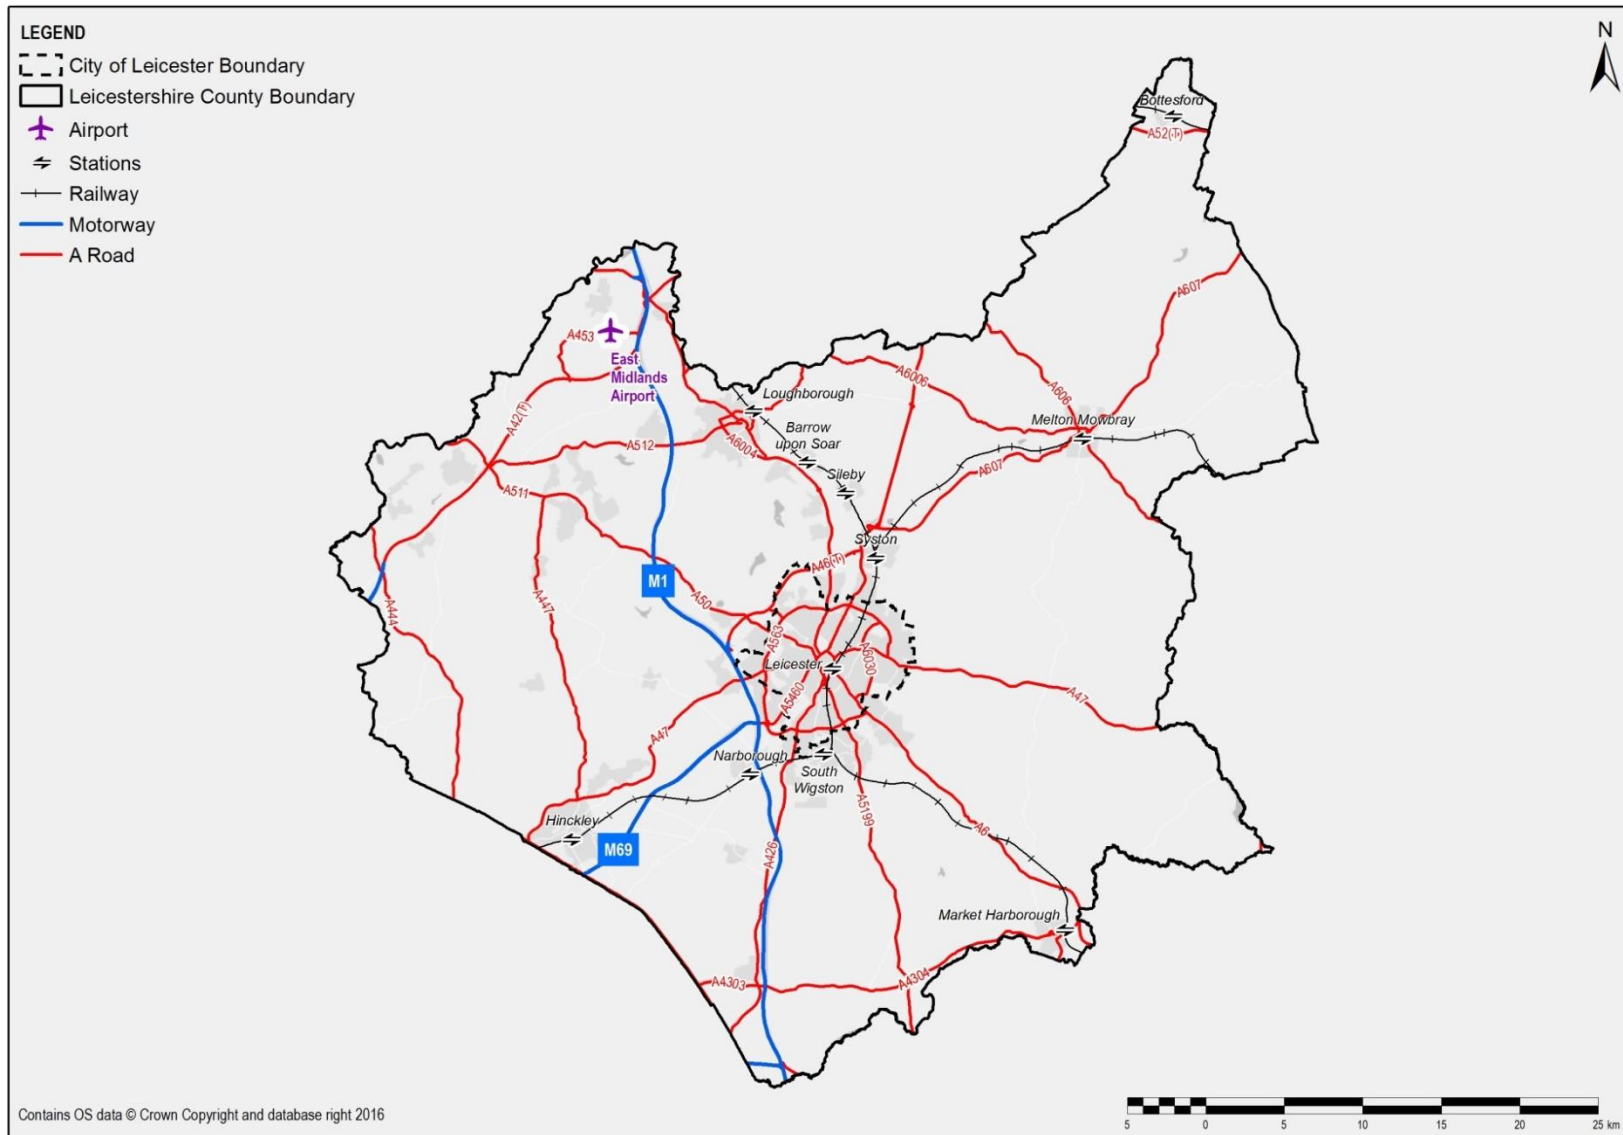 LEGEND
City of Leicester Boundary
Leicestershire County Boundary
Airport
Stations
Railway
Motorway
A Road
N
Bottesford
A52(T)
A607
A453
East
Midlands
Airport
A6006
A606
Loughborough
Melton Mowbray
A42(T)
Barrow
upon Soar
A512
A6004
A607
Sileby
A511
Syston
A46(T)
M1
A50
A447
A444
A563
A6030
Leicester
A5460
A47
A47
Narborough
South
Wigston
A5199
A6
Hinckley
M69
A426
Market Harborough
A4303
A4304
Contains OS data © Crown Copyright and database right 2016
5 0 5 10 15 20 25 km